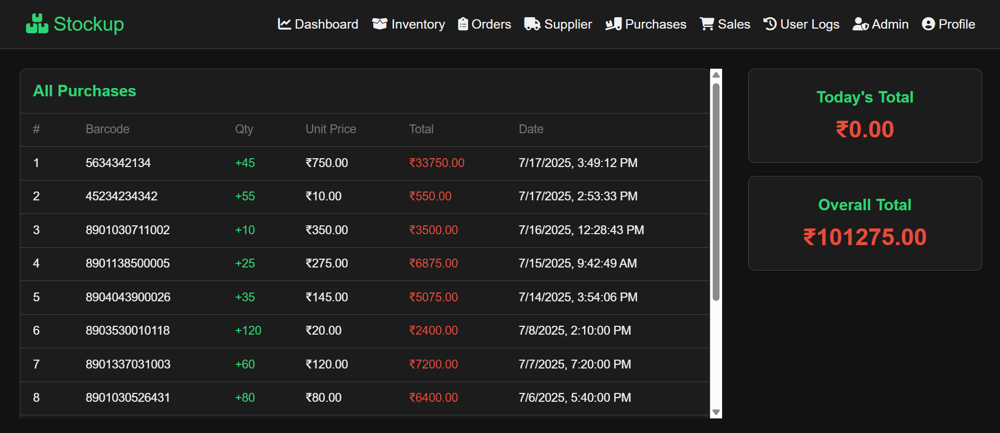 Stockup Dashboard Inventory Orders Supplier Purchases Sales User Logs Admin Profile
All Purchases
# Barcode Qty Unit Price Total Date
1 5634342134 +45 ₹750.00 ₹33750.00 7/17/2025, 3:49:12 PM
2 45234234342 +55 ₹10.00 ₹550.00 7/17/2025, 2:53:33 PM
3 8901030711002 +10 ₹350.00 ₹3500.00 7/16/2025, 12:28:43 PM
4 8901138500005 +25 ₹275.00 ₹6875.00 7/15/2025, 9:42:49 AM
5 8904043900026 +35 ₹145.00 ₹5075.00 7/14/2025, 3:54:06 PM
6 8903530010118 +120 ₹20.00 ₹2400.00 7/8/2025, 2:10:00 PM
7 8901337031003 +60 ₹120.00 ₹7200.00 7/7/2025, 7:20:00 PM
8 8901030526431 +80 ₹80.00 ₹6400.00 7/6/2025, 5:40:00 PM
Today's Total
₹0.00
Overall Total
₹101275.00